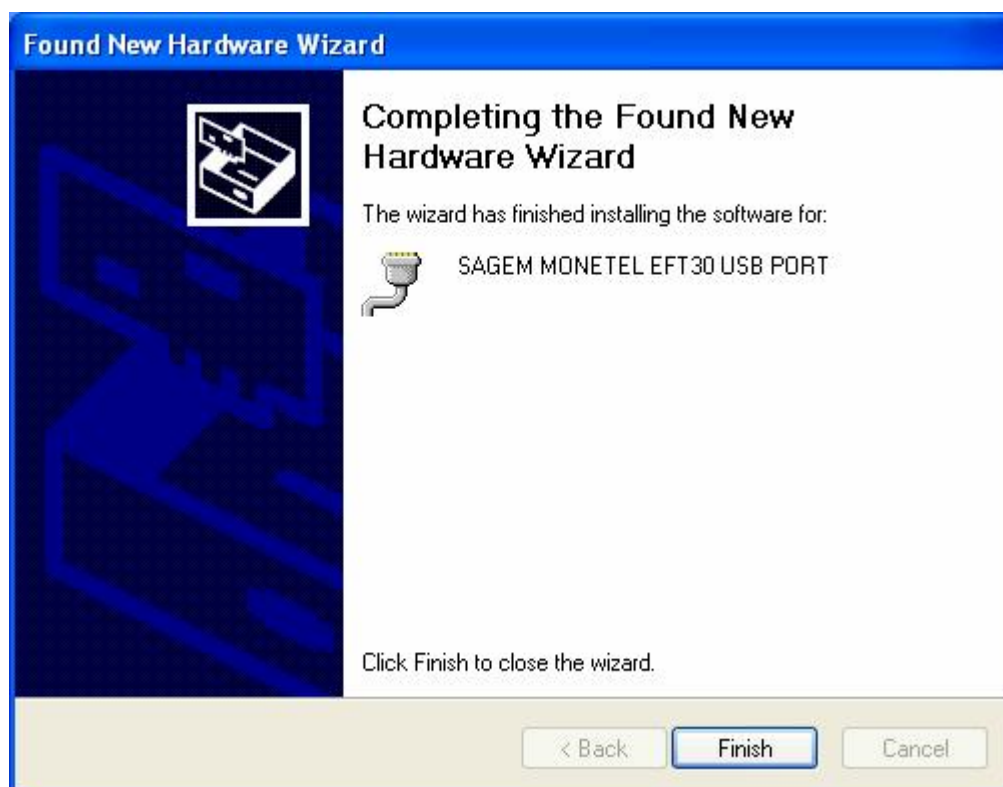 Found New Hardware Wizard
Completing the Found New
Hardware Wizard
The wizard has finished installing the software for:
SAGEM MONETEL EFT30 USB PORT
Click Finish to close the wizard.
< Back Finish Cancel